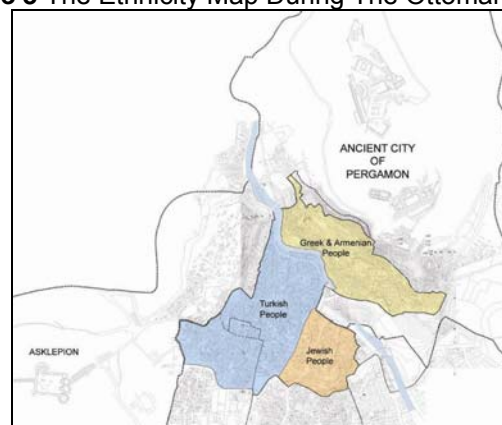 The Ethnicity Map During The Ottoman
ANCIENT CITY
OF
PERGAMON
Greek & Armenian
People
Turkish
People
Jewish
People
ASKLEPION